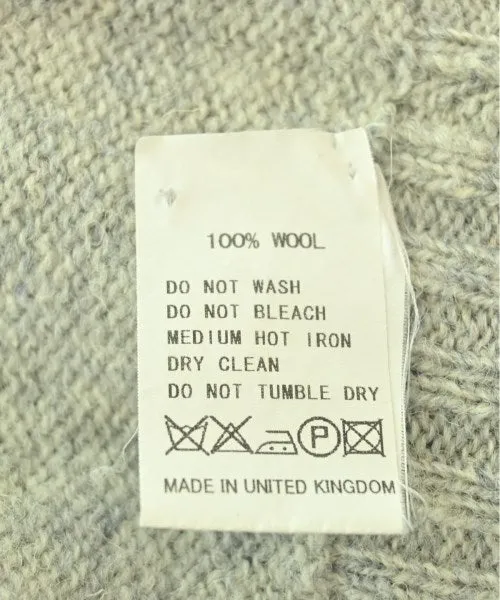 100% WOOL
DO NOT WASH
DO NOT BLEACH
MEDIUM HOT IRON
DRY CLEAN
DO NOT TUMBLE DRY
P
MADE IN UNITED KINGDOM